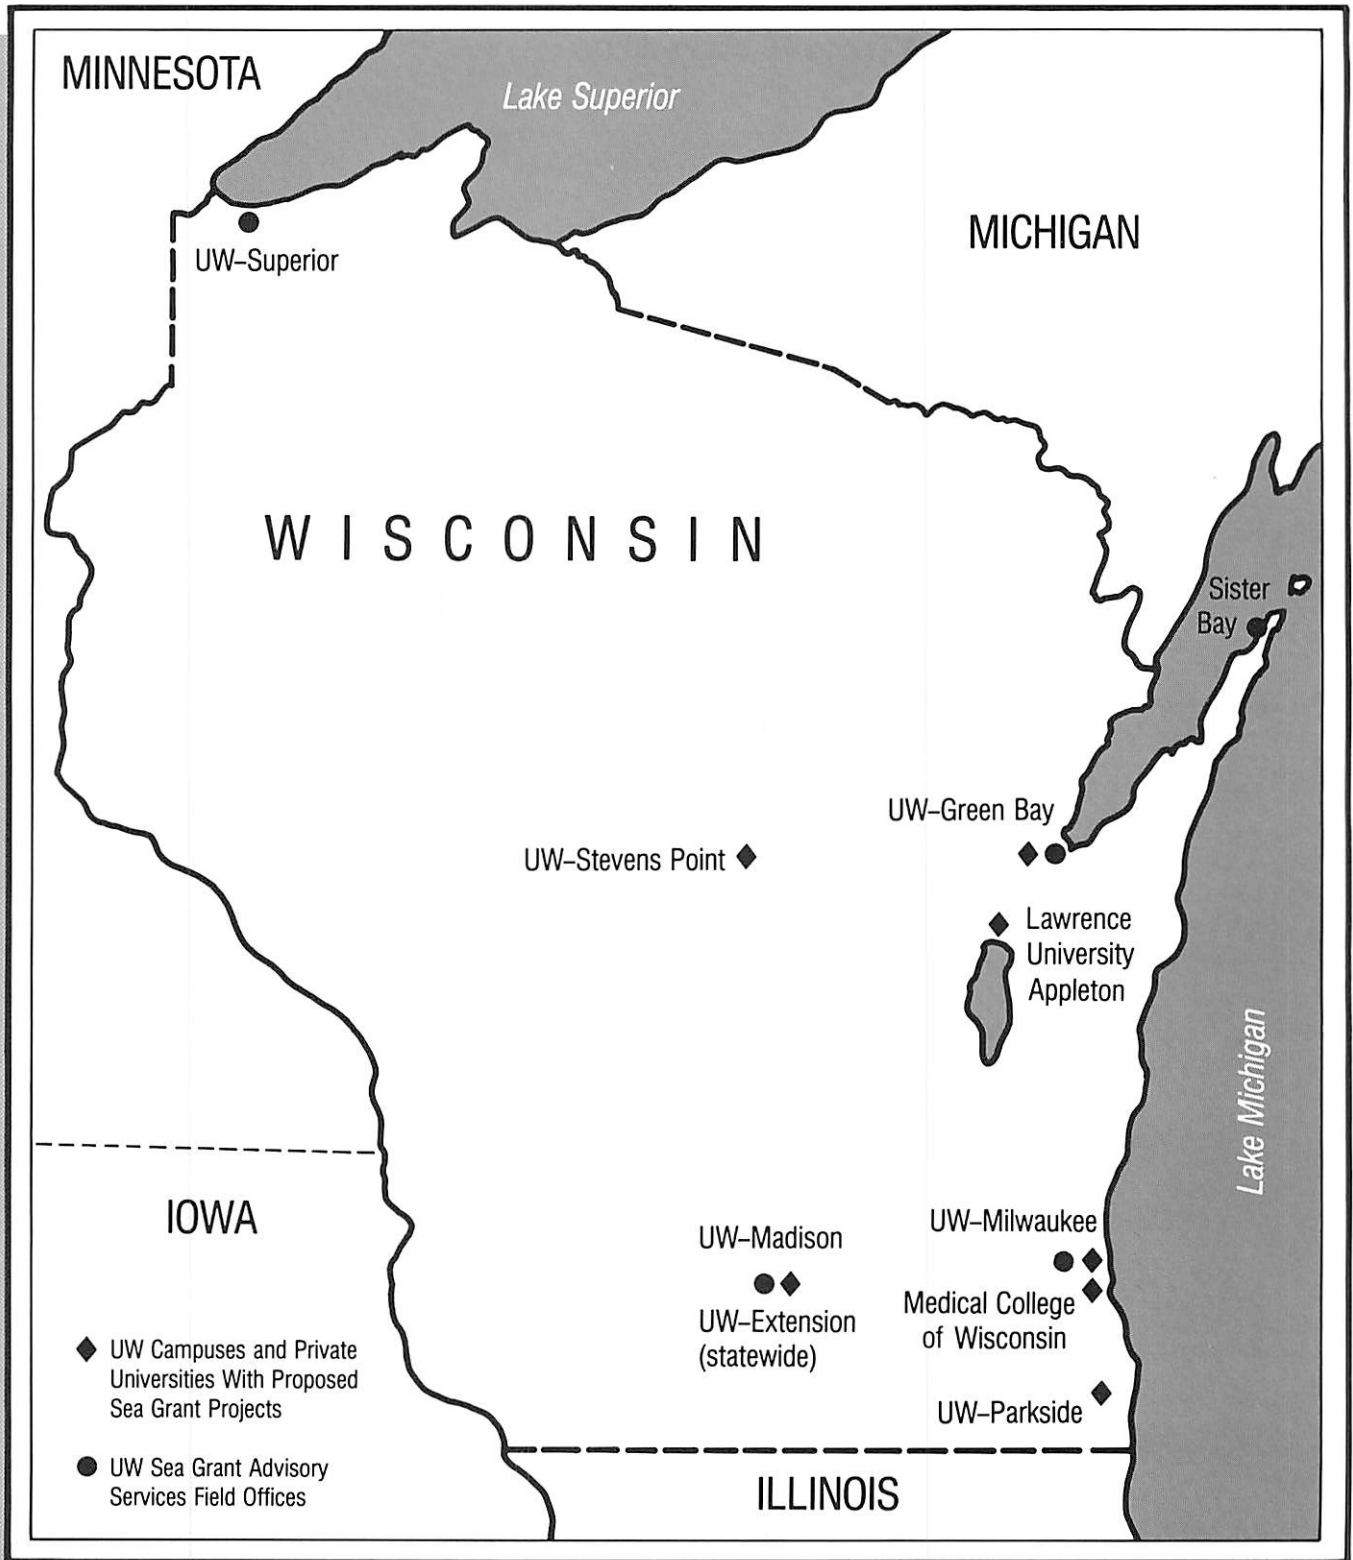 MINNESOTA
Lake Superior
MICHIGAN
UW–Superior
WISCONSIN
Sister
Bay
UW–Green Bay
UW–Stevens Point
Lawrence
University
Appleton
Lake Michigan
IOWA
UW–Madison
UW–Extension
(statewide)
UW–Milwaukee
Medical College
of Wisconsin
UW–Parkside
UW Campuses and Private
Universities With Proposed
Sea Grant Projects
UW Sea Grant Advisory
Services Field Offices
ILLINOIS